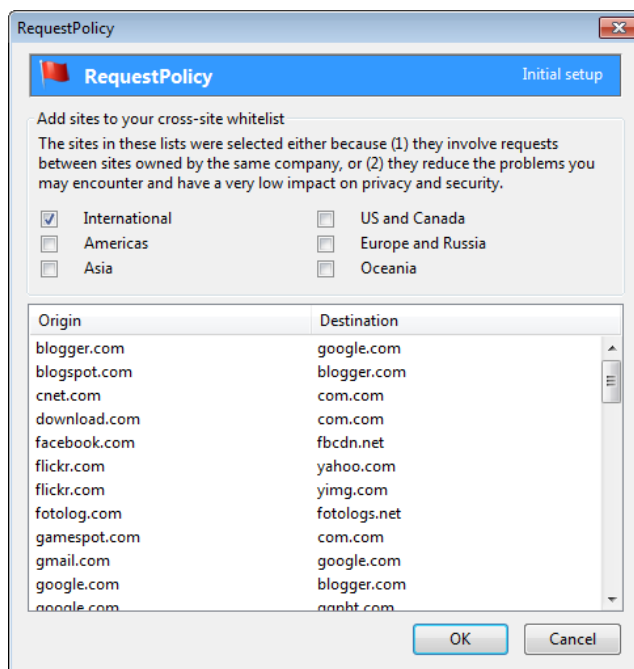 RequestPolicy
RequestPolicy Initial setup
Add sites to your cross-site whitelist
The sites in these lists were selected either because (1) they involve requests
between sites owned by the same company, or (2) they reduce the problems you
may encounter and have a very low impact on privacy and security.
International US and Canada
Americas Europe and Russia
Asia Oceania
Origin Destination
blogger.com google.com
blogspot.com blogger.com
cnet.com com.com
download.com com.com
facebook.com fbcdn.net
flickr.com yahoo.com
flickr.com yimg.com
fotolog.com fotologs.net
gamespot.com com.com
gmail.com google.com
google.com blogger.com
google.com ggpht.com
OK Cancel